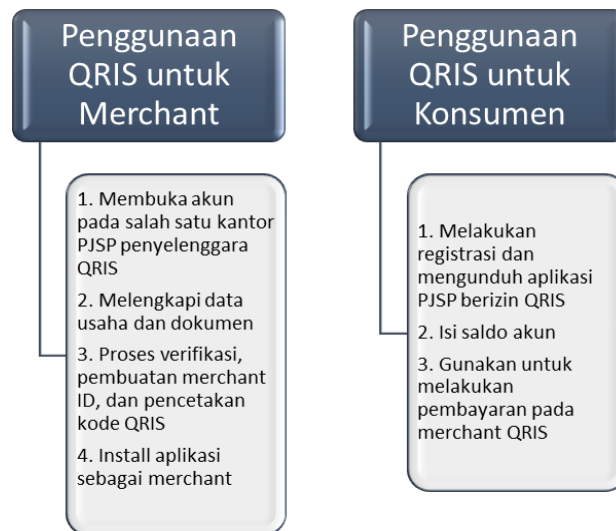 Penggunaan
QRIS untuk
Merchant
1. Membuka akun
pada salah satu kantor
PJSP penyelenggara
QRIS
2. Melengkapi data
usaha dan dokumen
3. Proses verifikasi,
pembuatan merchant
ID, dan pencetakan
kode QRIS
4. Install aplikasi
sebagai merchant
Penggunaan
QRIS untuk
Konsumen
1. Melakukan
registrasi dan
mengunduh aplikasi
PJSP berizin QRIS
2. Isi saldo akun
3. Gunakan untuk
melakukan
pembayaran pada
merchant QRIS